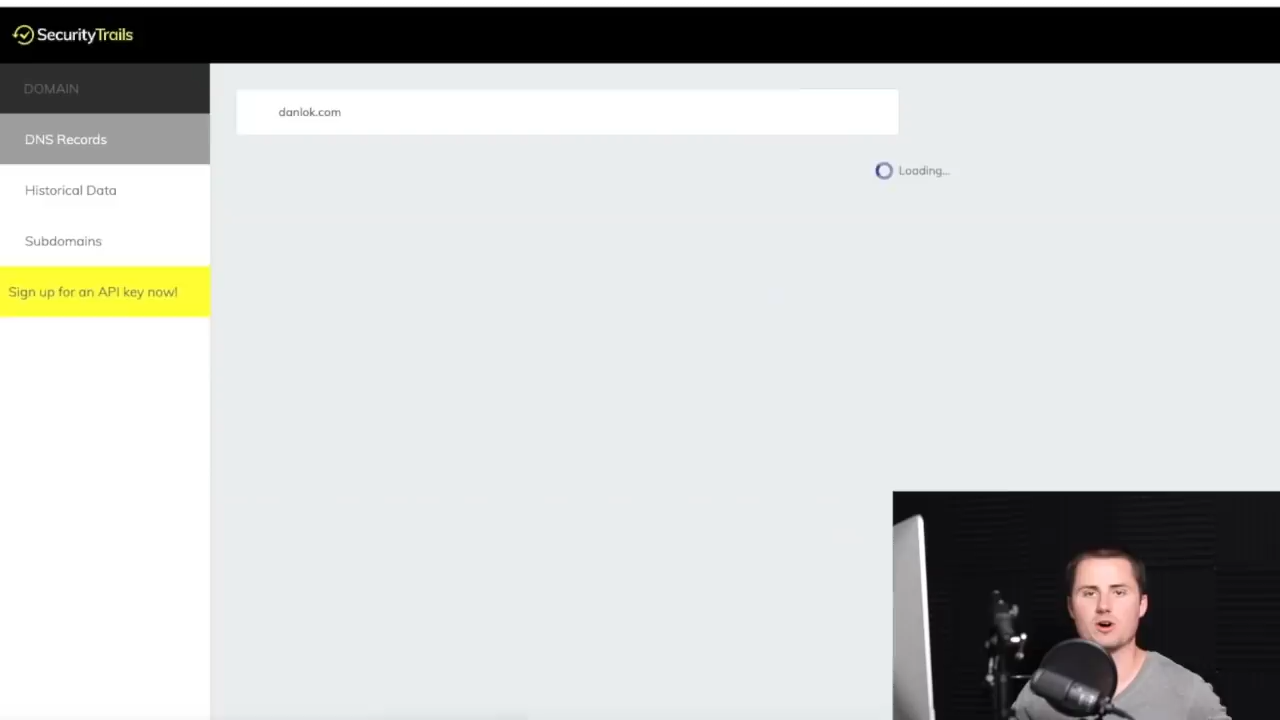 SecurityTrails
DOMAIN
danlok.com
DNS Records
Loading...
Historical Data
Subdomains
Sign up for an API key now!